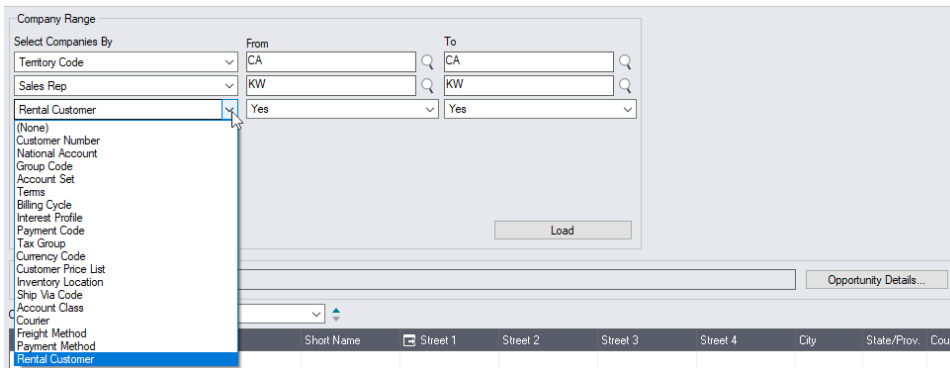 Company Range
Select Companies By From To
Territory Code CA CA
Sales Rep KW KW
Rental Customer Yes Yes
(None)
Customer Number
National Account
Group Code
Account Set
Terms
Billing Cycle
Interest Profile
Payment Code
Load
Tax Group
Currency Code
Customer Price List
Inventory Location
Opportunity Details...
Ship Via Code
Account Class
Courier
Freight Method
Payment Method
Short Name Street 1 Street 2 Street 3 Street 4 City State/Prov. Cou
Rental Customer